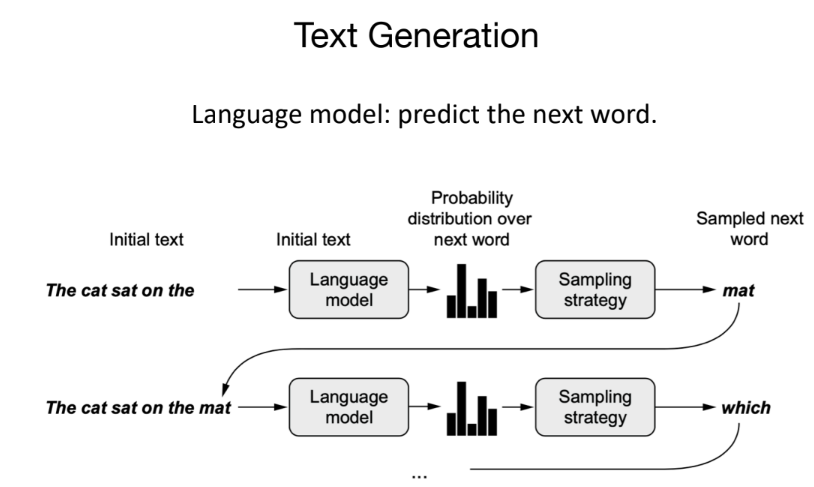 Text Generation
Language model: predict the next word.
Initial text
Initial text
Probability
distribution over
next word
Sampled next
word
The cat sat on the
Language
model
Sampling
strategy
mat
The cat sat on the mat
Language
model
Sampling
strategy
which
...